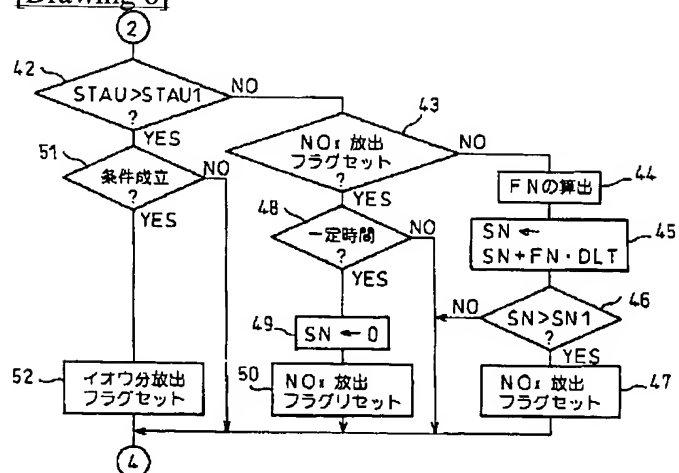 [Drawing 6]
2
42
STAU>STAU1
?
NO
YES
51
条件成立
?
NO
YES
43
NOx 放出
フラグセット
?
NO
YES
44
FNの算出
45
SN ←
SN+FN・DLT
48
一定時間
?
NO
YES
46
SN>SN1
?
NO
YES
49
SN ← 0
52
イオウ分放出
フラグセット
50
NOx 放出
フラグリセット
47
NOx 放出
フラグセット
4